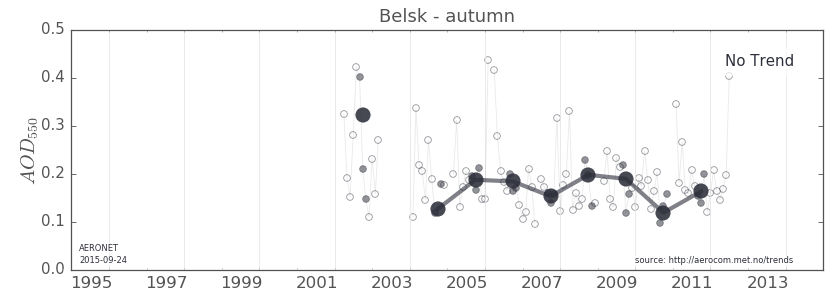 Belsk - autumn
0.5
0.4
0.3
0.2
0.1
0.0
AOD550
No Trend
AERONET
2015-09-24
source: http://aerocom.met.no/trends
1995 1997 1999 2001 2003 2005 2007 2009 2011 2013